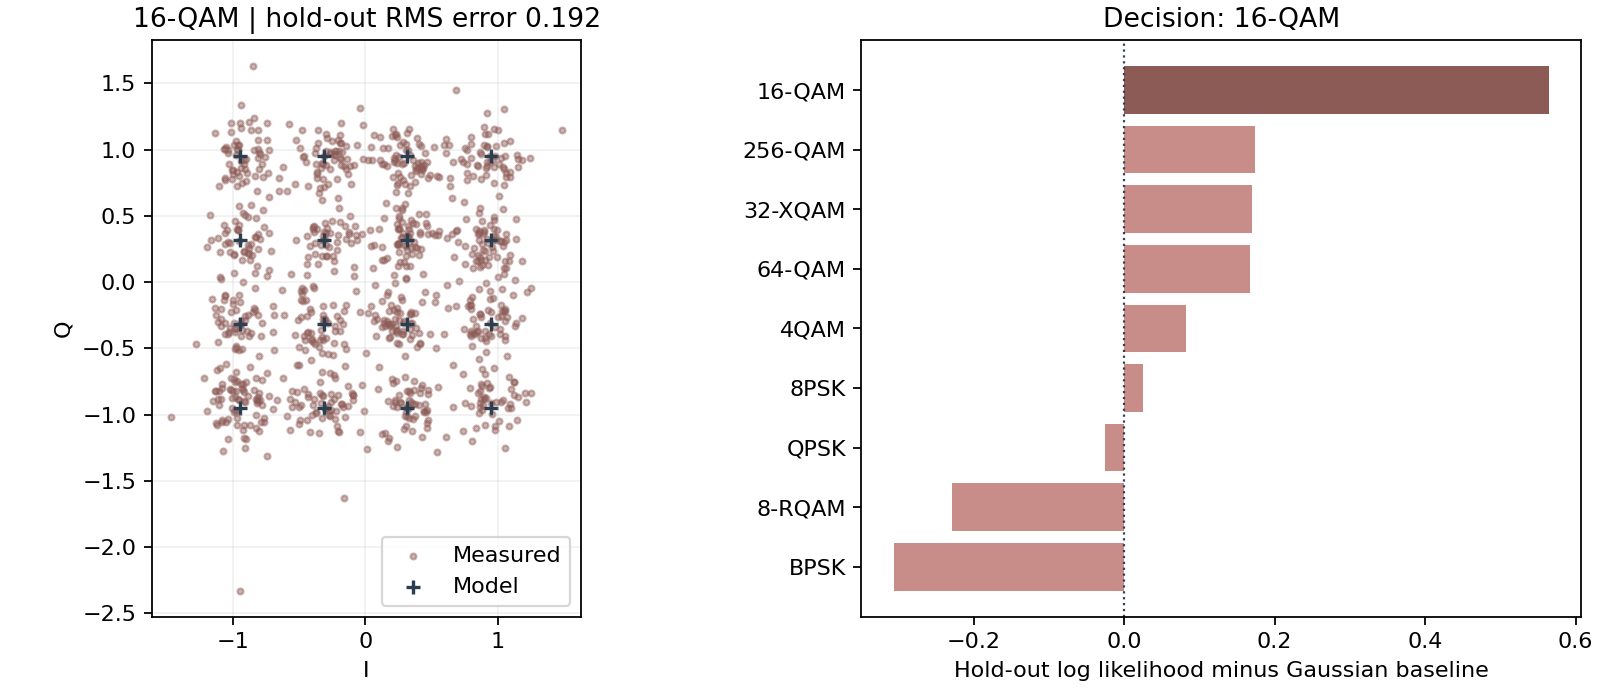 16-QAM | hold-out RMS error 0.192
1.5
1.0
0.5
0.0
−0.5
−1.0
−1.5
−2.0
−2.5
Q
−1
0
1
I
Measured
Model
Decision: 16-QAM
16-QAM
256-QAM
32-XQAM
64-QAM
4QAM
8PSK
QPSK
8-RQAM
BPSK
−0.2
0.0
0.2
0.4
0.6
Hold-out log likelihood minus Gaussian baseline